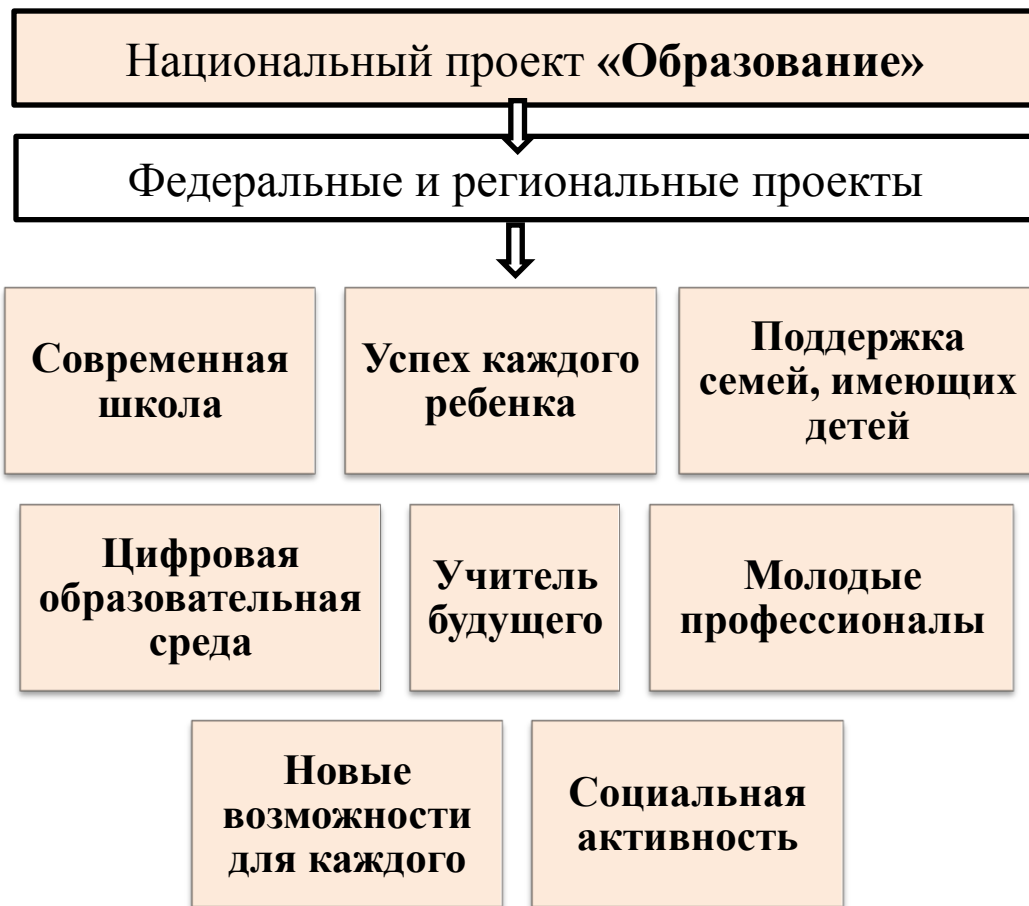 Национальный проект «Образование»
Федеральные и региональные проекты
Современная
школа
Успех каждого
ребенка
Поддержка
семей, имеющих
детей
Цифровая
образовательная
среда
Учитель
будущего
Молодые
профессионалы
Новые
возможности
для каждого
Социальная
активность